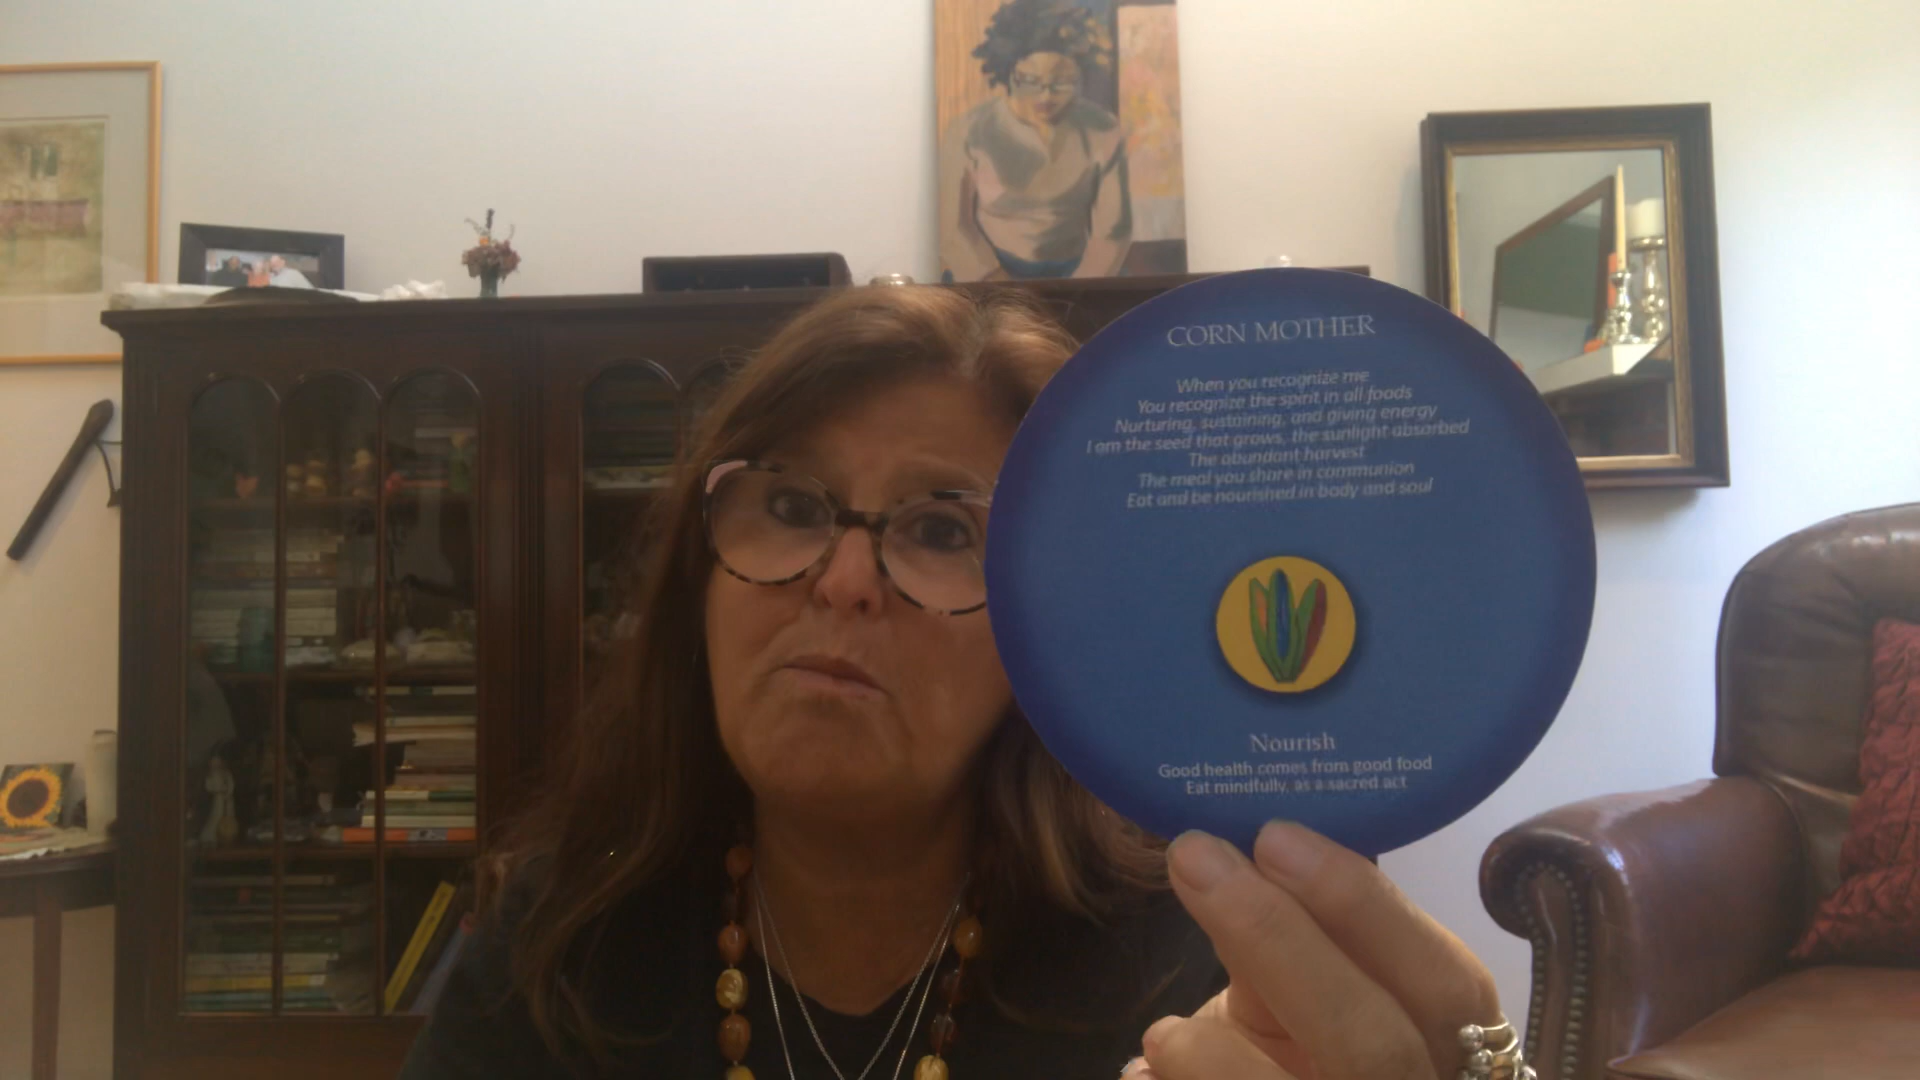 CORN MOTHER
When you recognize me
You recognize the spirit in all foods
Nurturing, sustaining, and giving energy
I am the seed that grows, the sunlight absorbed
The abundant harvest
The meal you share in communion
Eat and be nourished in body and soul
Nourish
Good health comes from good food
Eat mindfully, as a sacred act